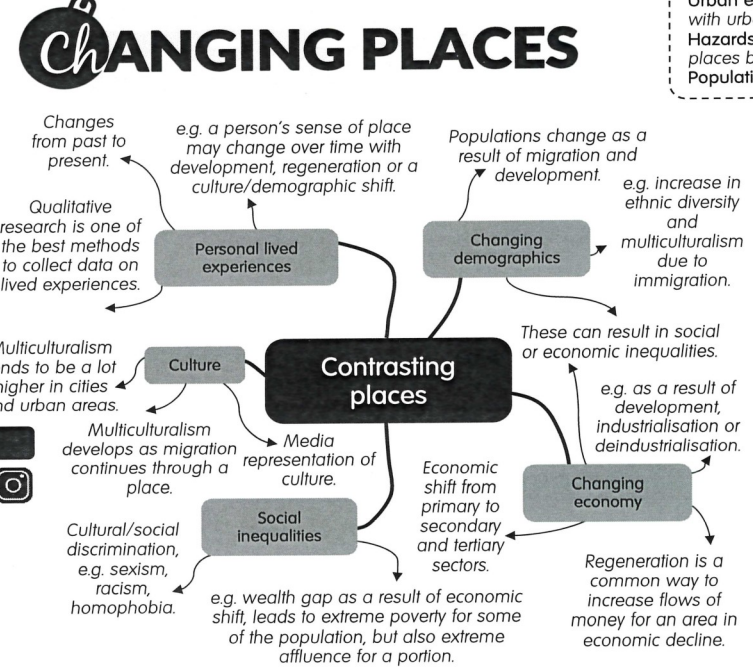 CHANGING PLACES
Urban e
with urb
Hazards
places b
Populati
Changes
from past to
present.
e.g. a person's sense of place
may change over time with
development, regeneration or a
culture/demographic shift.
Populations change as a
result of migration and
development.
e.g. increase in
ethnic diversity
and
multiculturalism
due to
immigration.
Qualitative
research is one of
the best methods
to collect data on
lived experiences.
Personal lived
experiences
Changing
demographics
These can result in social
or economic inequalities.
Multiculturalism
nds to be a lot
higher in cities
nd urban areas.
Culture
Contrasting
places
Multiculturalism
develops as migration
continues through a
place.
Media
representation of
culture.
e.g. as a result of
development,
industrialisation or
deindustrialisation.
Economic
shift from
primary to
secondary
and tertiary
sectors.
Changing
economy
Social
inequalities
Cultural/social
discrimination,
e.g. sexism,
racism,
homophobia.
e.g. wealth gap as a result of economic
shift, leads to extreme poverty for some
of the population, but also extreme
affluence for a portion.
Regeneration is a
common way to
increase flows of
money for an area in
economic decline.